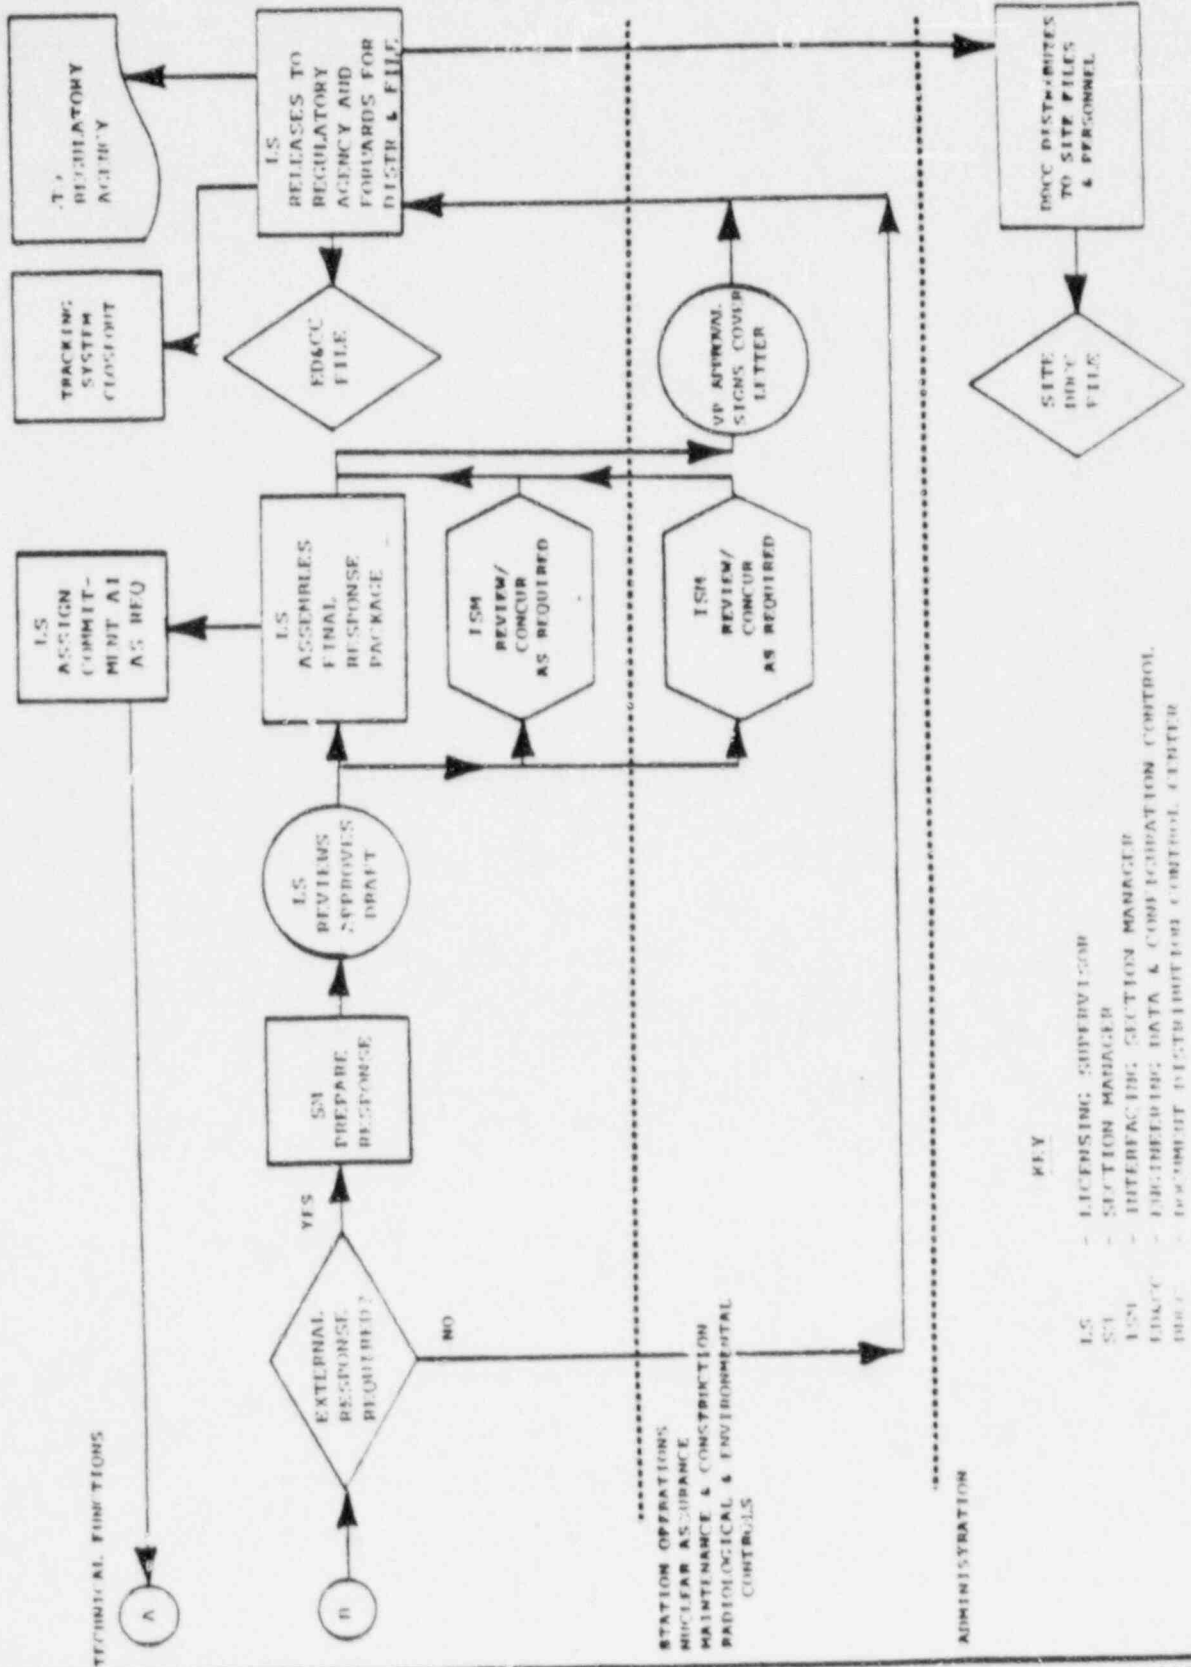 TECHNICAL FUNCTIONS
A
B
EXTERNAL
RESPONSE
REQUIRED?
YES
NO
SM
PREPARE
RESPONSE
LS
REVIEWS
APPROVES
DRAFT
LS
ASSIGN
COMMIT-
MENT AI
AS REQ
LS
ASSEMBLES
FINAL
RESPONSE
PACKAGE
ISM
REVIEW/
CONCUR
AS REQUIRED
TRACKING
SYSTEM
CLOSEOUT
TO
REGULATORY
AGENCY
LS
RELEASES TO
REGULATORY
AGENCY AND
FORWARDS FOR
DISTR & FILE
ED&CC
FILE
STATION OPERATIONS
NUCLEAR ASSURANCE
MAINTENANCE & CONSTRUCTION
RADIOLOGICAL & ENVIRONMENTAL
CONTROLS
ISM
REVIEW/
CONCUR
AS REQUIRED
VP APPROVAL
SIGNS COVER
LETTER
ADMINISTRATION
DDCC DISTRIBUTES
TO SITE FILES
& PERSONNEL
SITE
DDCC
FILE
KEY
LS - LICENSING SUPERVISOR
SM - SECTION MANAGER
ISM - INTERFACING SECTION MANAGER
ED&CC - ENGINEERING DATA & CONFIGURATION CONTROL
DDCC - DOCUMENT DISTRIBUTION CONTROL CENTER